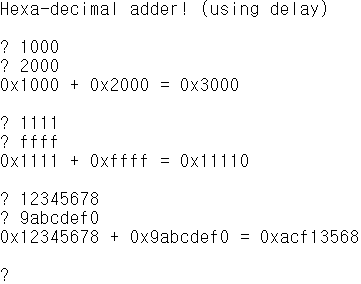 Hexa-decimal adder! (using delay)
? 1000
? 2000
0x1000 + 0x2000 = 0x3000
? 1111
? ffff
0x1111 + 0xffff = 0x11110
? 12345678
? 9abcdef0
0x12345678 + 0x9abcdef0 = 0xacf13568
?